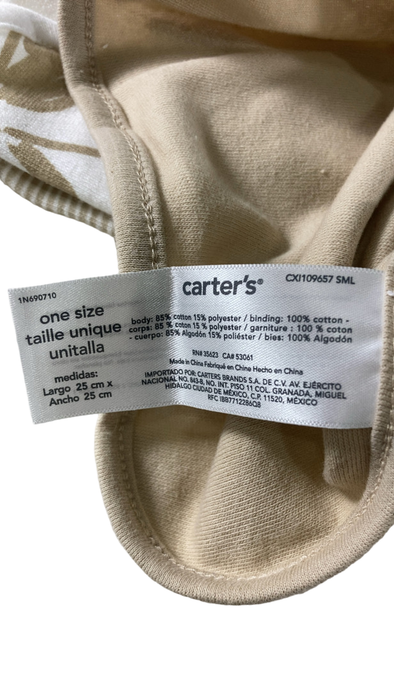 1N690710
one size
taille unique
unitalla
medidas:
Largo 25 cm x
Ancho 25 cm
carter's®
CXI109657 SML
body: 85% cotton 15% polyester / binding: 100% cotton -
corps: 85 % coton 15 % polyester / garniture : 100 % coton
- cuerpo: 85% Algodón 15% poliéster / bies: 100% Algodón
RN# 35623 CA# 53061
Made in China Fabriqué en Chine Hecho en China
IMPORTADO POR: CARTERS BRANDS S.A. DE C.V. AV. EJÉRCITO
NACIONAL NO. 843-B, NO. INT. PISO 11 COL. GRANADA, MIGUEL
HIDALGO CIUDAD DE MÉXICO, C.P. 11520, MÉXICO